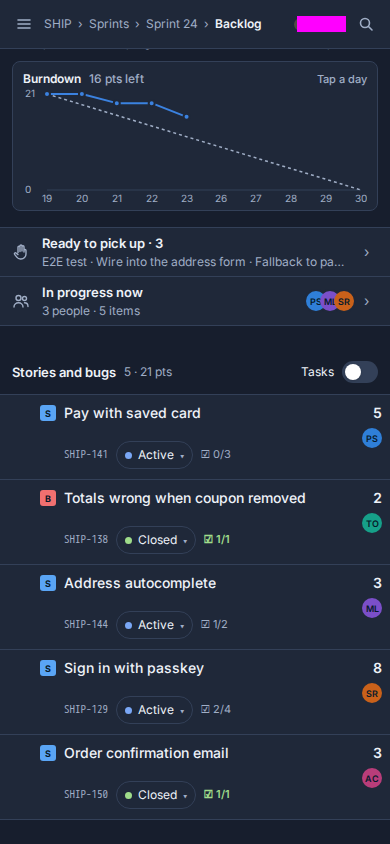 SHIP › Sprints › Sprint 24 › Backlog
Burndown 16 pts left Tap a day
21
0
19 20 21 22 23 26 27 28 29 30
Ready to pick up · 3
E2E test · Wire into the address form · Fallback to pa...
In progress now
3 people · 5 items
PS ML SR
Stories and bugs 5 · 21 pts Tasks
S Pay with saved card 5
PS
SHIP-141 Active 0/3
B Totals wrong when coupon removed 2
TO
SHIP-138 Closed 1/1
S Address autocomplete 3
ML
SHIP-144 Active 1/2
S Sign in with passkey 8
SR
SHIP-129 Active 2/4
S Order confirmation email 3
AC
SHIP-150 Closed 1/1